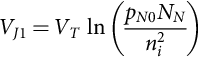 V_{J1} = V_T ln(p_{N0}N_N / n_i^2)